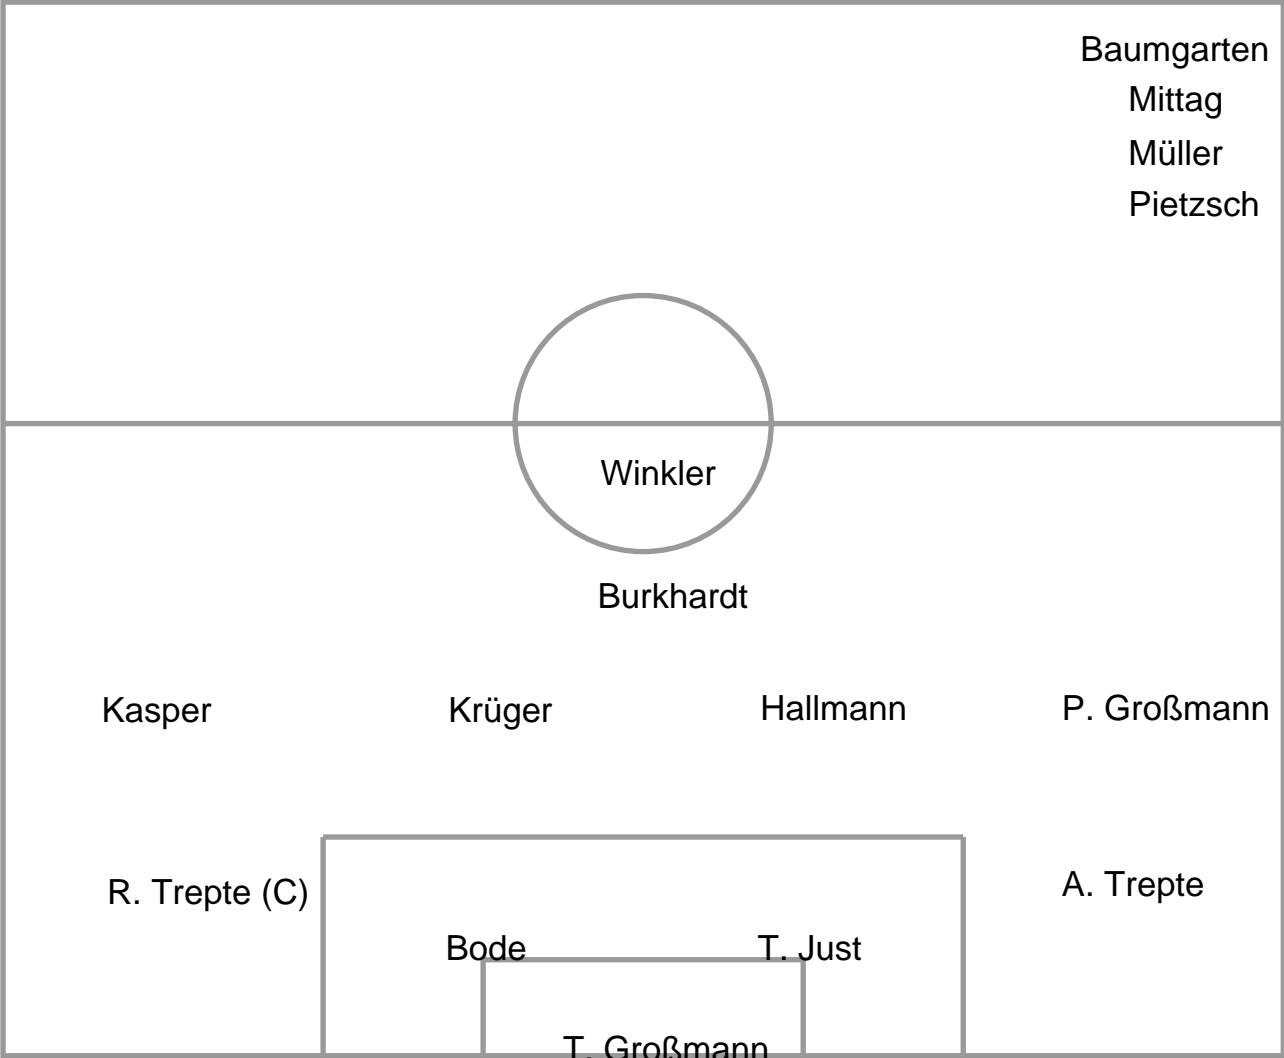 Baumgarten
Mittag
Müller
Pietzsch
Winkler
Burkhardt
Kasper Krüger Hallmann P. Großmann
R. Trepte (C) A. Trepte
Bode T. Just
T. Großmann